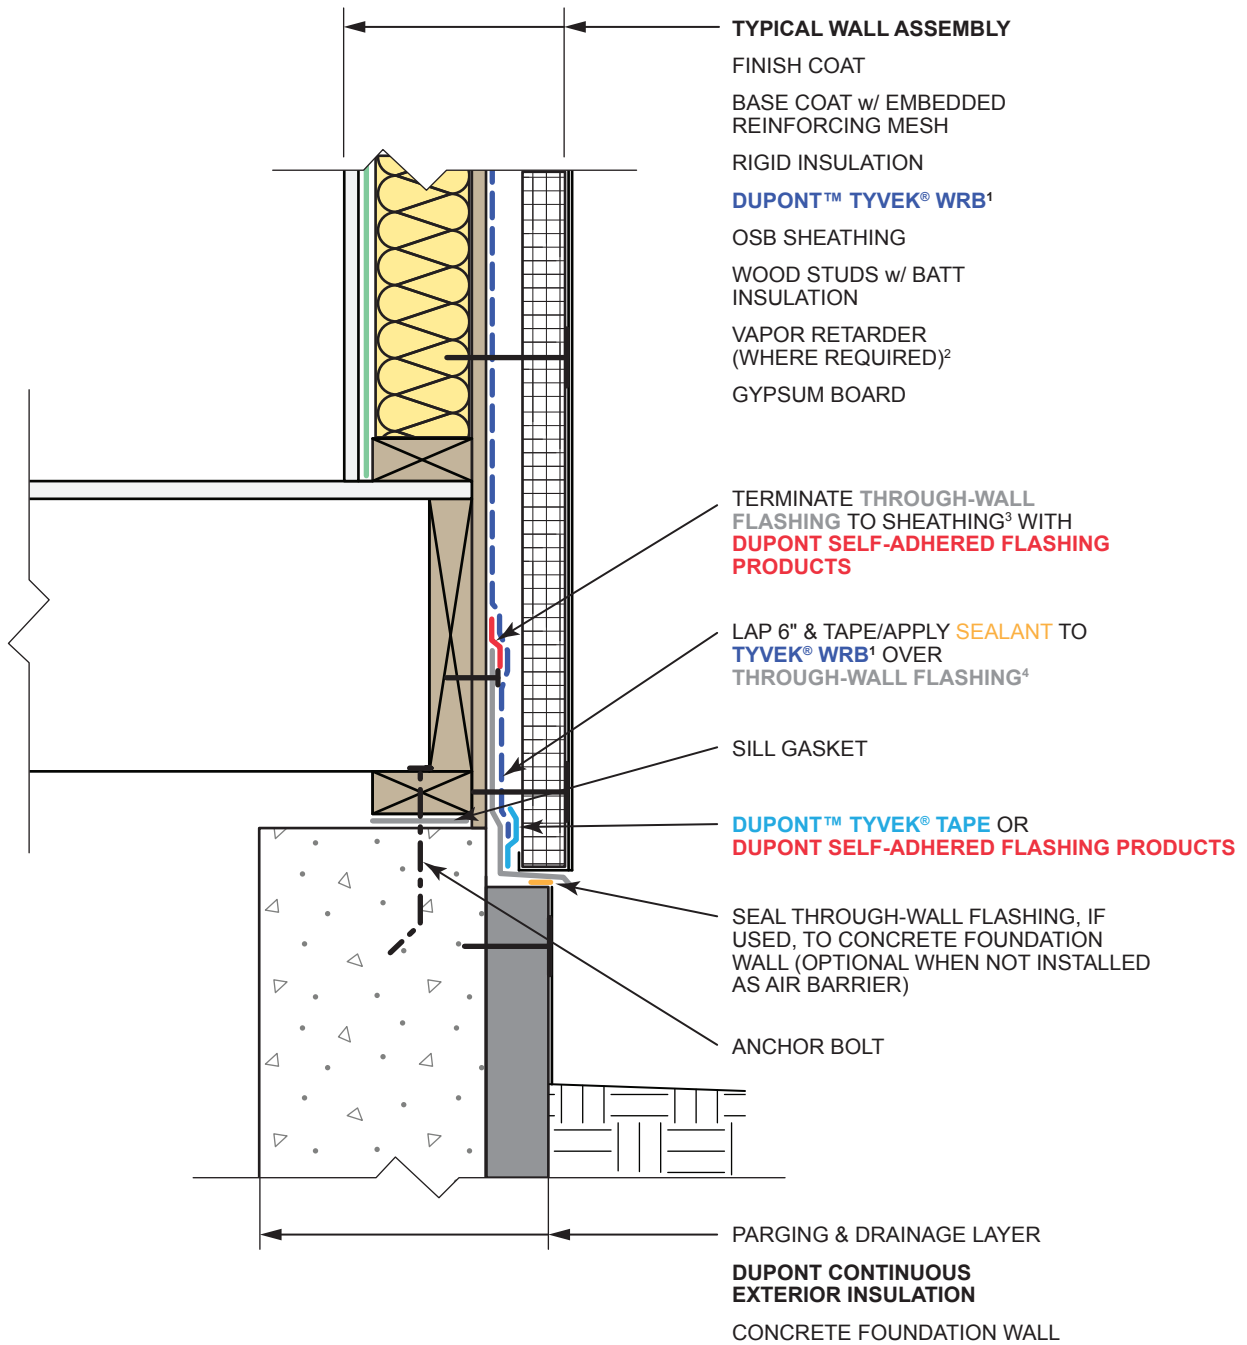 TYPICAL WALL ASSEMBLY
FINISH COAT
BASE COAT w/ EMBEDDED
REINFORCING MESH
RIGID INSULATION
DUPONT™ TYVEK® WRB¹
OSB SHEATHING
WOOD STUDS w/ BATT
INSULATION
VAPOR RETARDER
(WHERE REQUIRED)²
GYPSUM BOARD
TERMINATE THROUGH-WALL
FLASHING TO SHEATHING³ WITH
DUPONT SELF-ADHERED FLASHING
PRODUCTS
LAP 6" & TAPE/APPLY SEALANT TO
TYVEK® WRB¹ OVER
THROUGH-WALL FLASHING⁴
SILL GASKET
DUPONT™ TYVEK® TAPE OR
DUPONT SELF-ADHERED FLASHING PRODUCTS
SEAL THROUGH-WALL FLASHING, IF
USED, TO CONCRETE FOUNDATION
WALL (OPTIONAL WHEN NOT INSTALLED
AS AIR BARRIER)
ANCHOR BOLT
PARGING & DRAINAGE LAYER
DUPONT CONTINUOUS
EXTERIOR INSULATION
CONCRETE FOUNDATION WALL